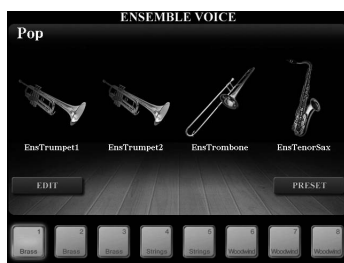 ENSEMBLE VOICE
Pop
EnsTrumpet1 EnsTrumpet2 EnsTrombone EnsTenorSax
EDIT PRESET
1 2 3 4 5 6 7 8
Brass Brass Brass Strings Strings Woodwind Woodwind Woodwind